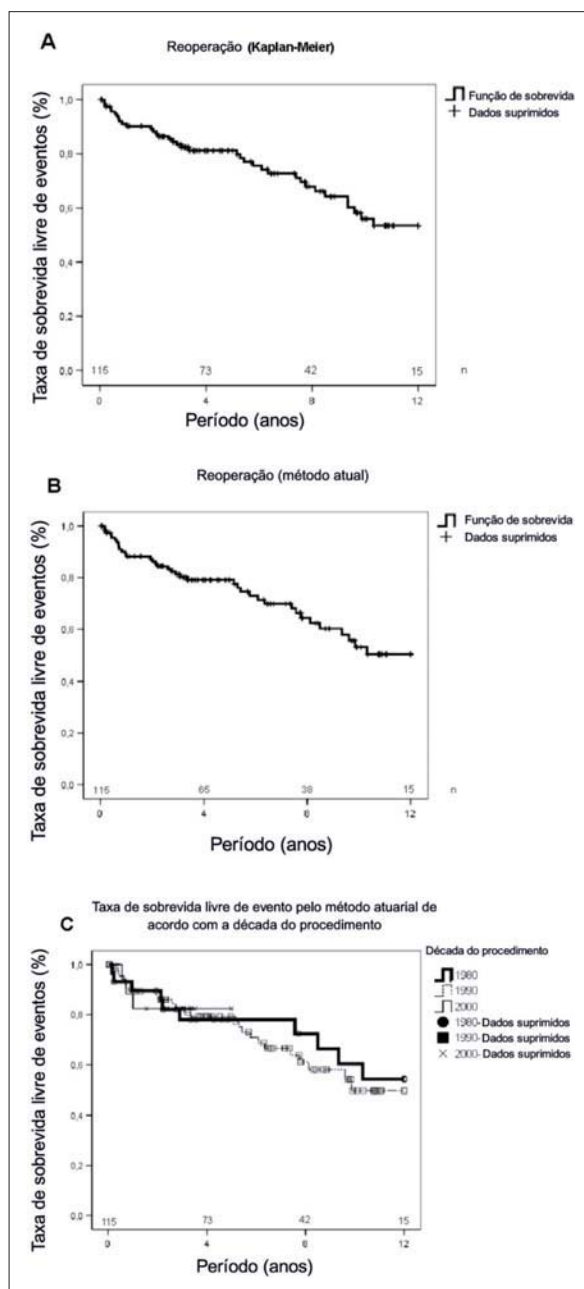 A
Reoperação (Kaplan-Meier)
Taxa de sobrevida livre de eventos (%)
1,0
0,8
0,6
0,4
0,2
0,0
115 73 42 15 n
0 4 8 12
Período (anos)
Função de sobrevida
Dados suprimidos
B
Reoperação (método atual)
Taxa de sobrevida livre de eventos (%)
1,0
0,8
0,6
0,4
0,2
0,0
115 65 38 15 n
0 4 8 12
Período (anos)
Função de sobrevida
Dados suprimidos
C
Taxa de sobrevida livre de evento pelo método atuarial de
acordo com a década do procedimento
Taxa de sobrevida livre de eventos (%)
1,0
0,8
0,6
0,4
0,2
0,0
115 73 42 15
0 4 8 12
Período (anos)
Década do procedimento
1980
1990
2000
1980-Dados suprimidos
1990-Dados suprimidos
2000- Dados suprimidos